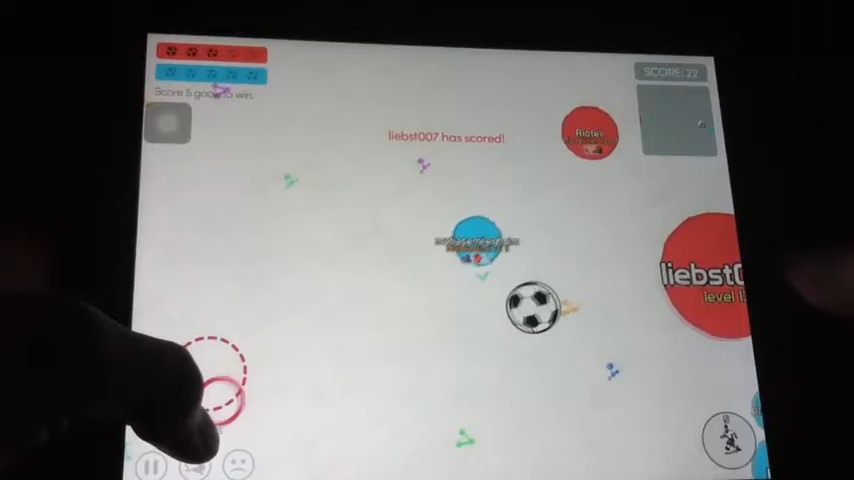 SCORE: 22
Score 5 goals to win.
liebst007 has scored!
Riotek
liebst0
level 1